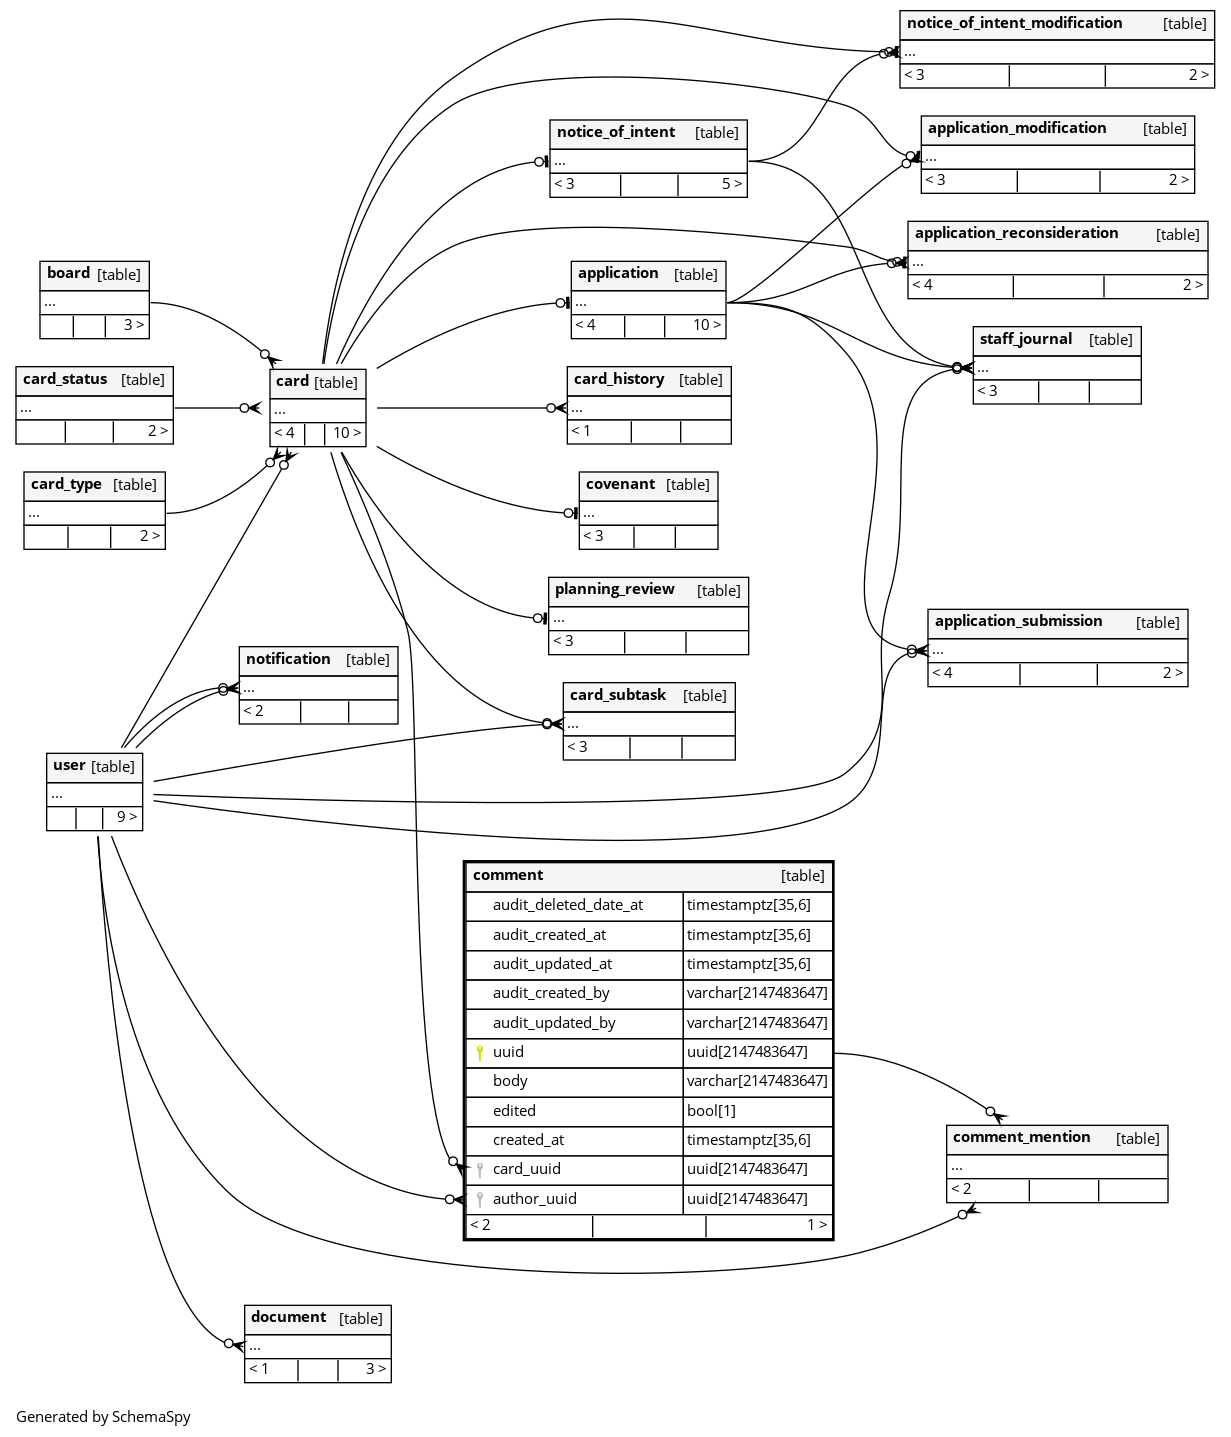 notice_of_intent_modification [table]
...
< 3 2 >
application_modification [table]
...
< 3 2 >
notice_of_intent [table]
...
< 3 5 >
application_reconsideration [table]
...
< 4 2 >
board [table]
...
3 >
application [table]
...
< 4 10 >
staff_journal [table]
...
< 3
card_status [table]
...
2 >
card [table]
...
< 4 10 >
card_history [table]
...
< 1
card_type [table]
...
2 >
covenant [table]
...
< 3
planning_review [table]
...
< 3
application_submission [table]
...
< 4 2 >
notification [table]
...
< 2
card_subtask [table]
...
< 3
user [table]
...
9 >
comment [table]
audit_deleted_date_at timestamptz[35,6]
audit_created_at timestamptz[35,6]
audit_updated_at timestamptz[35,6]
audit_created_by varchar[2147483647]
audit_updated_by varchar[2147483647]
uuid uuid[2147483647]
body varchar[2147483647]
edited bool[1]
created_at timestamptz[35,6]
card_uuid uuid[2147483647]
author_uuid uuid[2147483647]
< 2 1 >
comment_mention [table]
...
< 2
document [table]
...
< 1 3 >
Generated by SchemaSpy